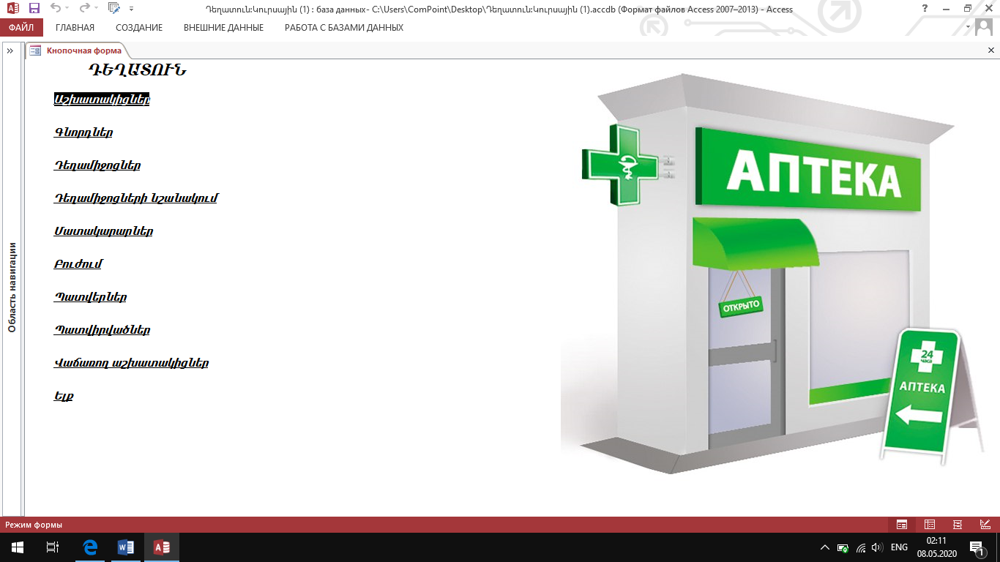 Դեղատուն:Կուրսային (1) : база данных- C:\Users\ComPoint\Desktop\Դեղատուն:Կուրսային (1).accdb (Формат файлов Access 2007–2013) - Access
ФАЙЛ ГЛАВНАЯ СОЗДАНИЕ ВНЕШНИЕ ДАННЫЕ РАБОТА С БАЗАМИ ДАННЫХ
Кнопочная форма
Область навигации
ԴԵՂԱՏՈՒՆ
Աշխատակիցներ
Գնորդներ
Դեղամիջոցներ
Դեղամիջոցների նշանակում
Մատակարարներ
Բուժում
Պատվերներ
Պատվիրվածներ
Վաճառող աշխատակիցներ
Ելք
АПТЕКА
ОТКРЫТО
24
часа
АПТЕКА
Режим формы
ENG
02:11
08.05.2020
1